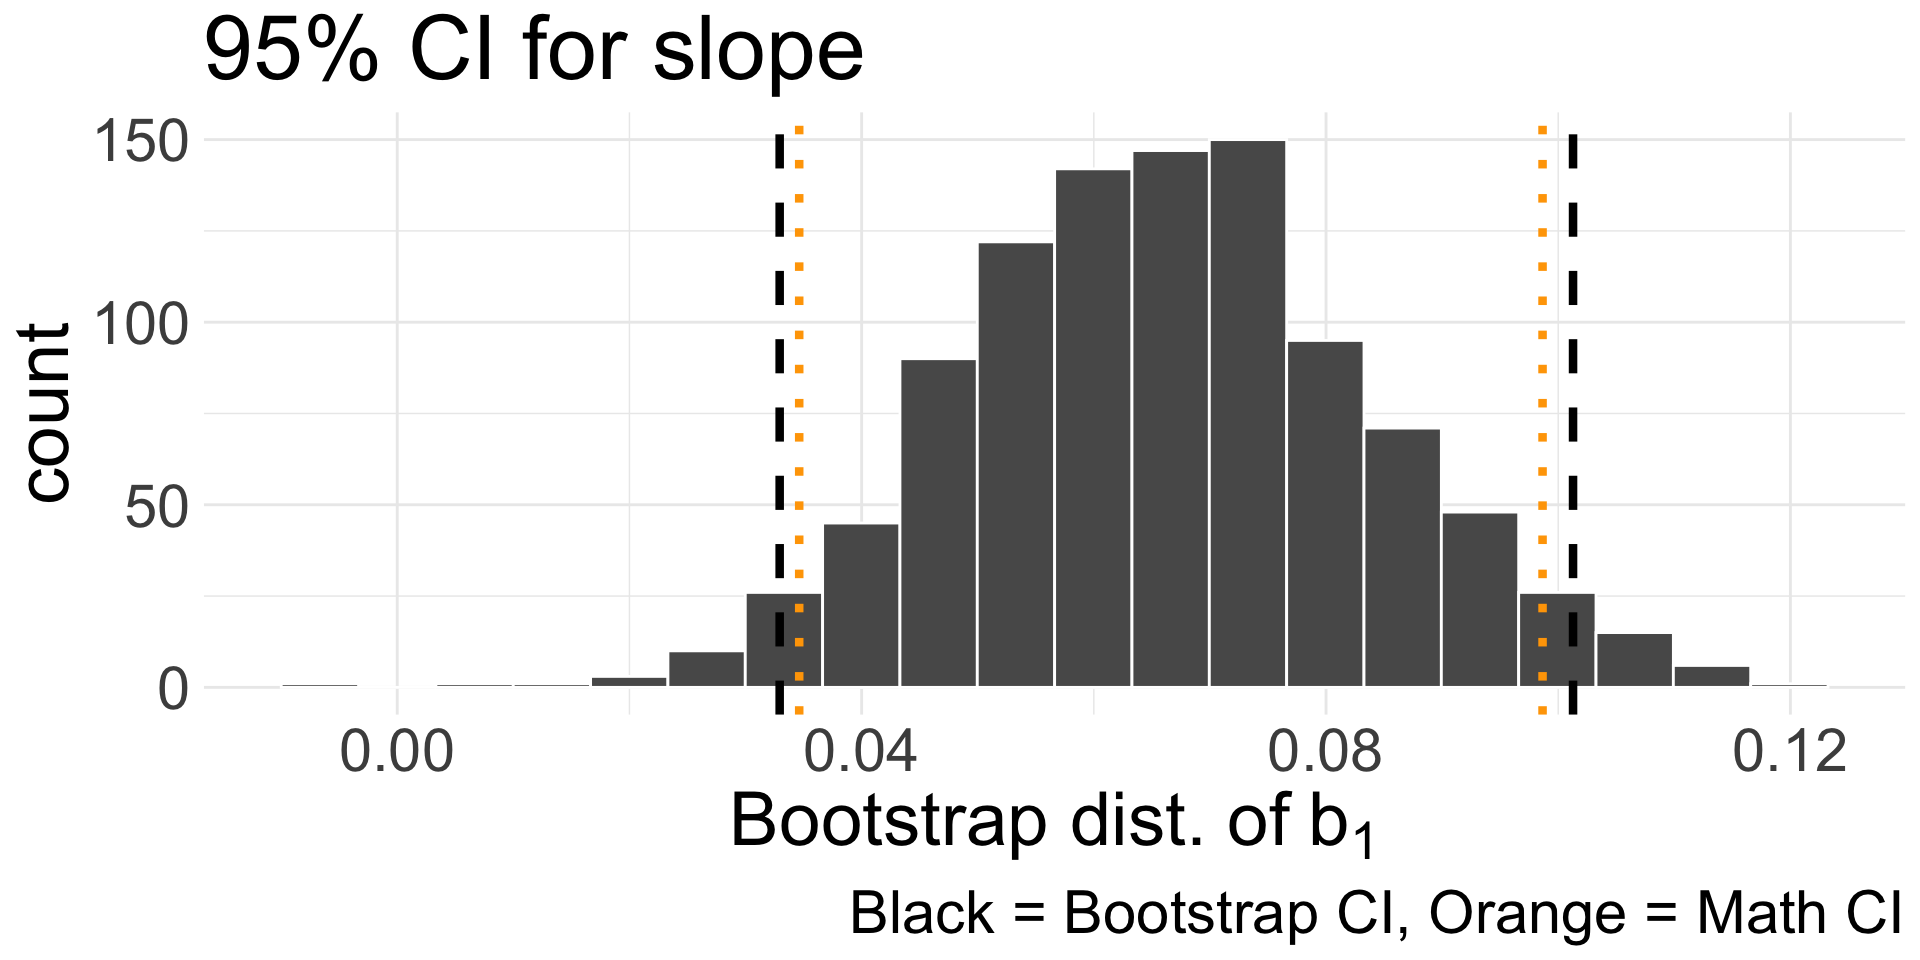 95% CI for slope
150
100
50
0
count
0.00 0.04 0.08 0.12
Bootstrap dist. of b₁
Black = Bootstrap CI, Orange = Math CI